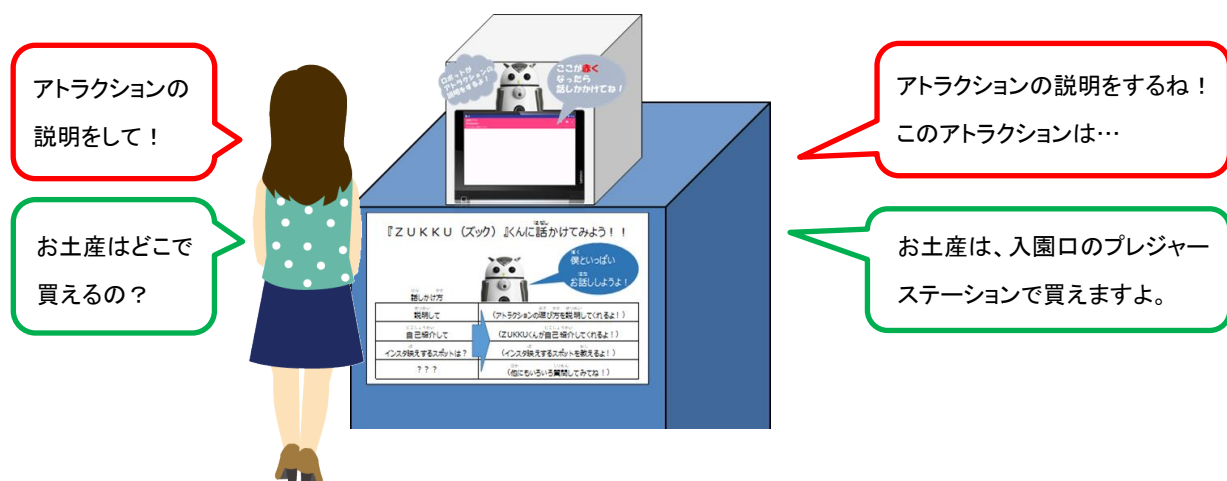 アトラクションの
説明をして!
お土産はどこで
買えるの?
ロボットが
アトラクションの
説明をするよ!
ここが赤く
なったら
話しかけてね!
『ZUKKU (ズック) 』くんに話かけてみよう!!
僕といっぱい
お話ししようよ!
話しかけ方
説明して
(アトラクションの遊び方を説明してくれるよ!)
自己紹介して
(ZUKKUくんが自己紹介してくれるよ!)
インスタ映えするスポットは?
(インスタ映えするスポットを教えるよ!)
???
(他にもいろいろ質問してみてね!)
アトラクションの説明をするね!
このアトラクションは…
お土産は、入園口のプレジャー
ステーションで買えますよ。